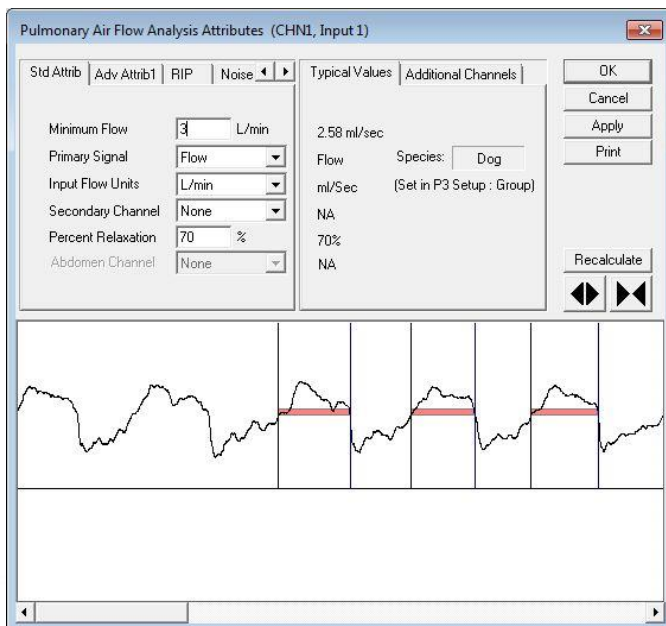 Pulmonary Air Flow Analysis Attributes (CHN1, Input 1)
Std Attrib Adv Attrib1 RIP Noise
Typical Values Additional Channels
OK
Cancel
Apply
Print
Minimum Flow 3 L/min
Primary Signal Flow
Input Flow Units L/min
Secondary Channel None
Percent Relaxation 70 %
Abdomen Channel None
2.58 ml/sec
Flow Species: Dog
ml/Sec (Set in P3 Setup : Group)
NA
70%
NA
Recalculate